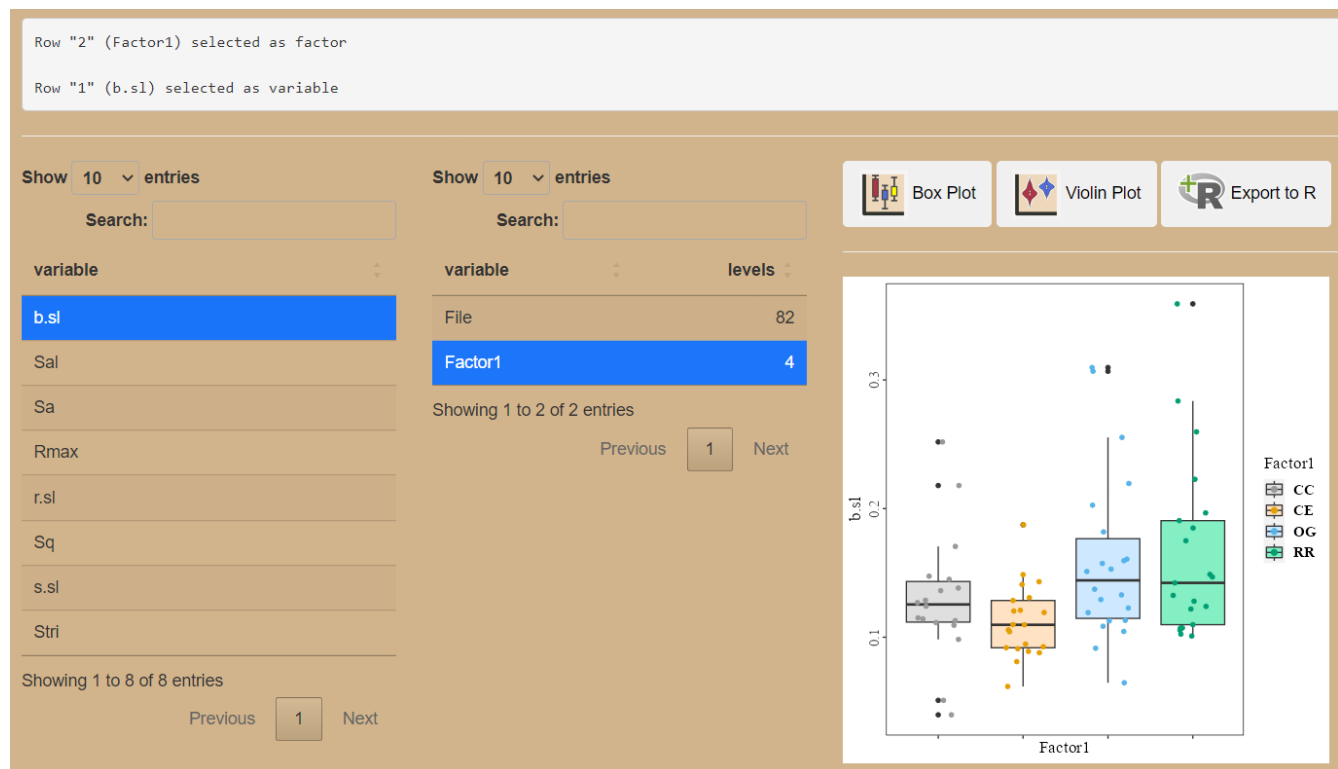 Row "2" (Factor1) selected as factor
Row "1" (b.sl) selected as variable
Show 10 entries
Search:
variable
b.sl
Sal
Sa
Rmax
r.sl
Sq
s.sl
Stri
Showing 1 to 8 of 8 entries
Previous 1 Next
Show 10 entries
Search:
variable levels
File 82
Factor1 4
Showing 1 to 2 of 2 entries
Previous 1 Next
Box Plot Violin Plot R Export to R
0.3
0.2
0.1
b.sl
Factor1
Factor1
CC
CE
OG
RR